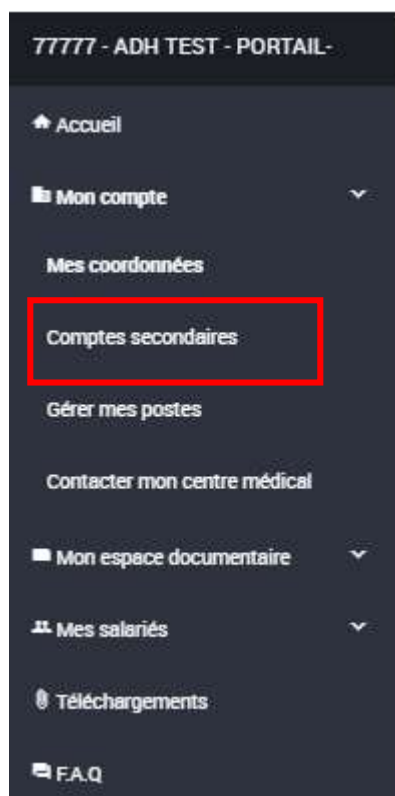 77777 - ADH TEST - PORTAIL-
Accueil
Mon compte
Mes coordonnées
Comptes secondaires
Gérer mes postes
Contacter mon centre médical
Mon espace documentaire
Mes salariés
Téléchargements
F.A.Q